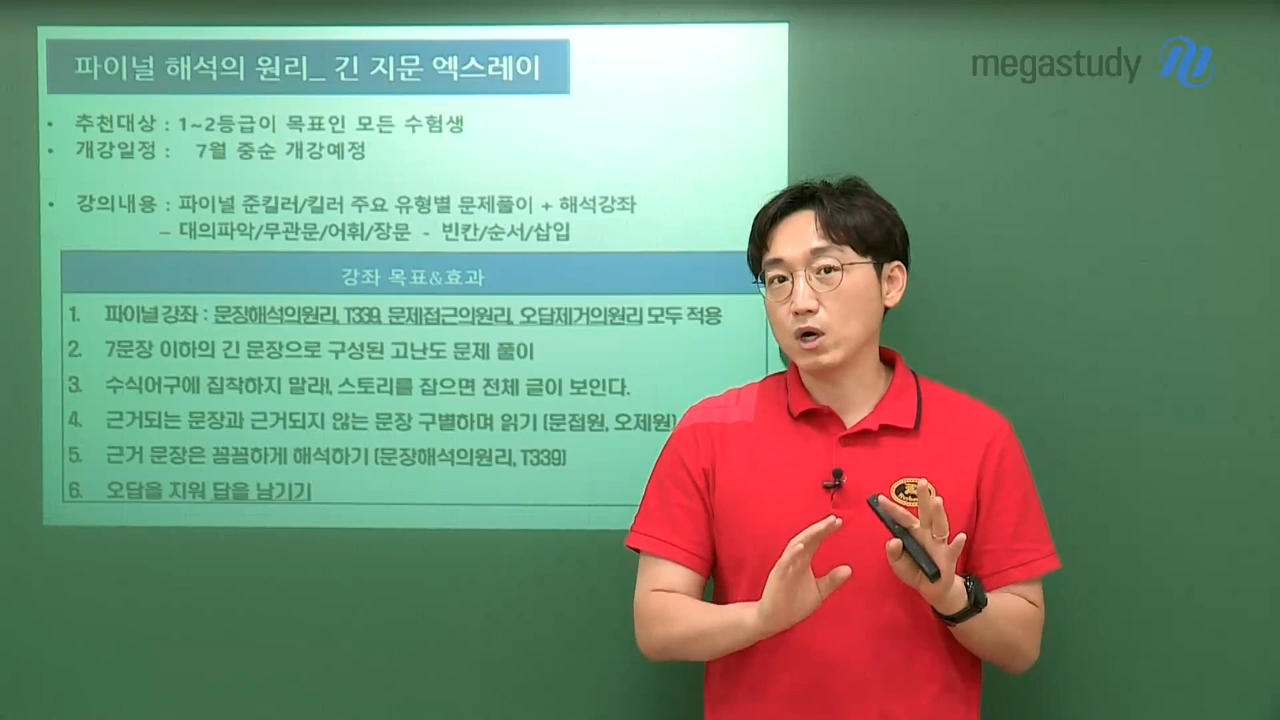 파이널 해석의 원리_ 긴 지문 엑스레이
megastudy
• 추천대상 : 1~2등급이 목표인 모든 수험생
• 개강일정 : 7월 중순 개강예정
• 강의내용 : 파이널 준킬러/킬러 주요 유형별 문제풀이 + 해석강좌
– 대의파악/무관문/어휘/장문 - 빈칸/순서/삽입
강좌 목표&효과
1. 파이널 강좌 : 문장해석의원리, T339, 문제접근의원리, 오답제거의원리 모두 적용
2. 7문장 이하의 긴 문장으로 구성된 고난도 문제 풀이
3. 수식어구에 집착하지 말라!, 스토리를 잡으면 전체 글이 보인다.
4. 근거되는 문장과 근거되지 않는 문장 구별하며 읽기 (문접원, 오제원)
5. 근거 문장은 꼼꼼하게 해석하기 (문장해석의원리, T339)
6. 오답을 지워 답을 남기기